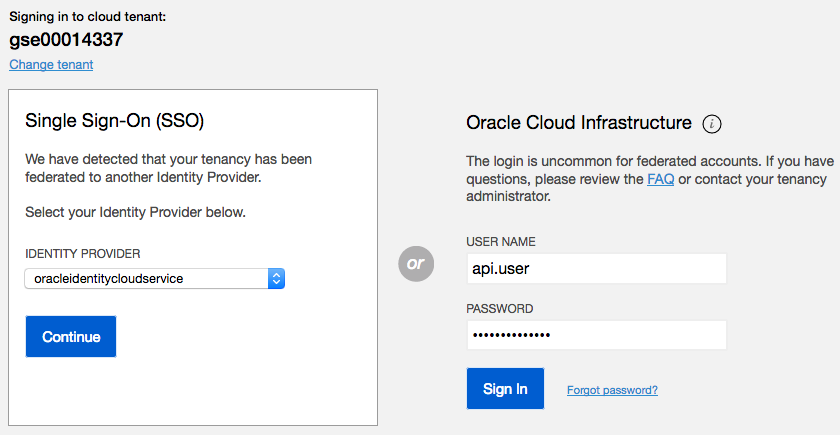 Signing in to cloud tenant:
gse00014337
Change tenant
Single Sign-On (SSO)
We have detected that your tenancy has been
federated to another Identity Provider.
Select your Identity Provider below.
IDENTITY PROVIDER
oracleidentitycloudservice
Continue
or
Oracle Cloud Infrastructure i
The login is uncommon for federated accounts. If you have
questions, please review the FAQ or contact your tenancy
administrator.
USER NAME
api.user
PASSWORD
••••••••••••••
Sign In
Forgot password?